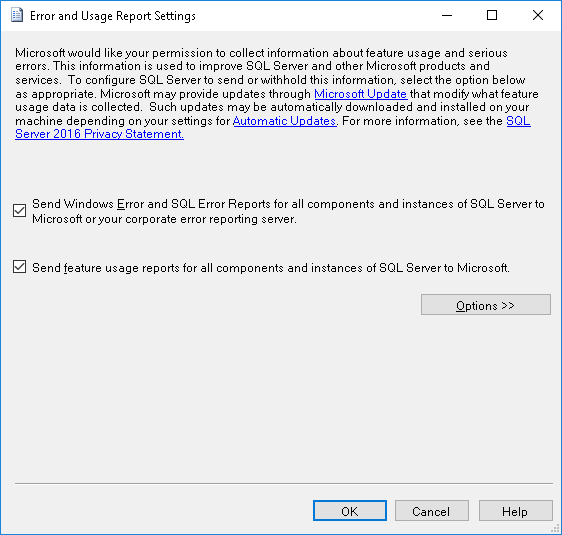 Error and Usage Report Settings
Microsoft would like your permission to collect information about feature usage and serious
errors. This information is used to improve SQL Server and other Microsoft products and
services.  To configure SQL Server to send or withhold this information, select the option below
as appropriate. Microsoft may provide updates through Microsoft Update that modify what feature
usage data is collected.  Such updates may be automatically downloaded and installed on your
machine depending on your settings for Automatic Updates. For more information, see the SQL
Server 2016 Privacy Statement.
Send Windows Error and SQL Error Reports for all components and instances of SQL Server to
Microsoft or your corporate error reporting server.
Send feature usage reports for all components and instances of SQL Server to Microsoft.
Options >>
OK Cancel Help